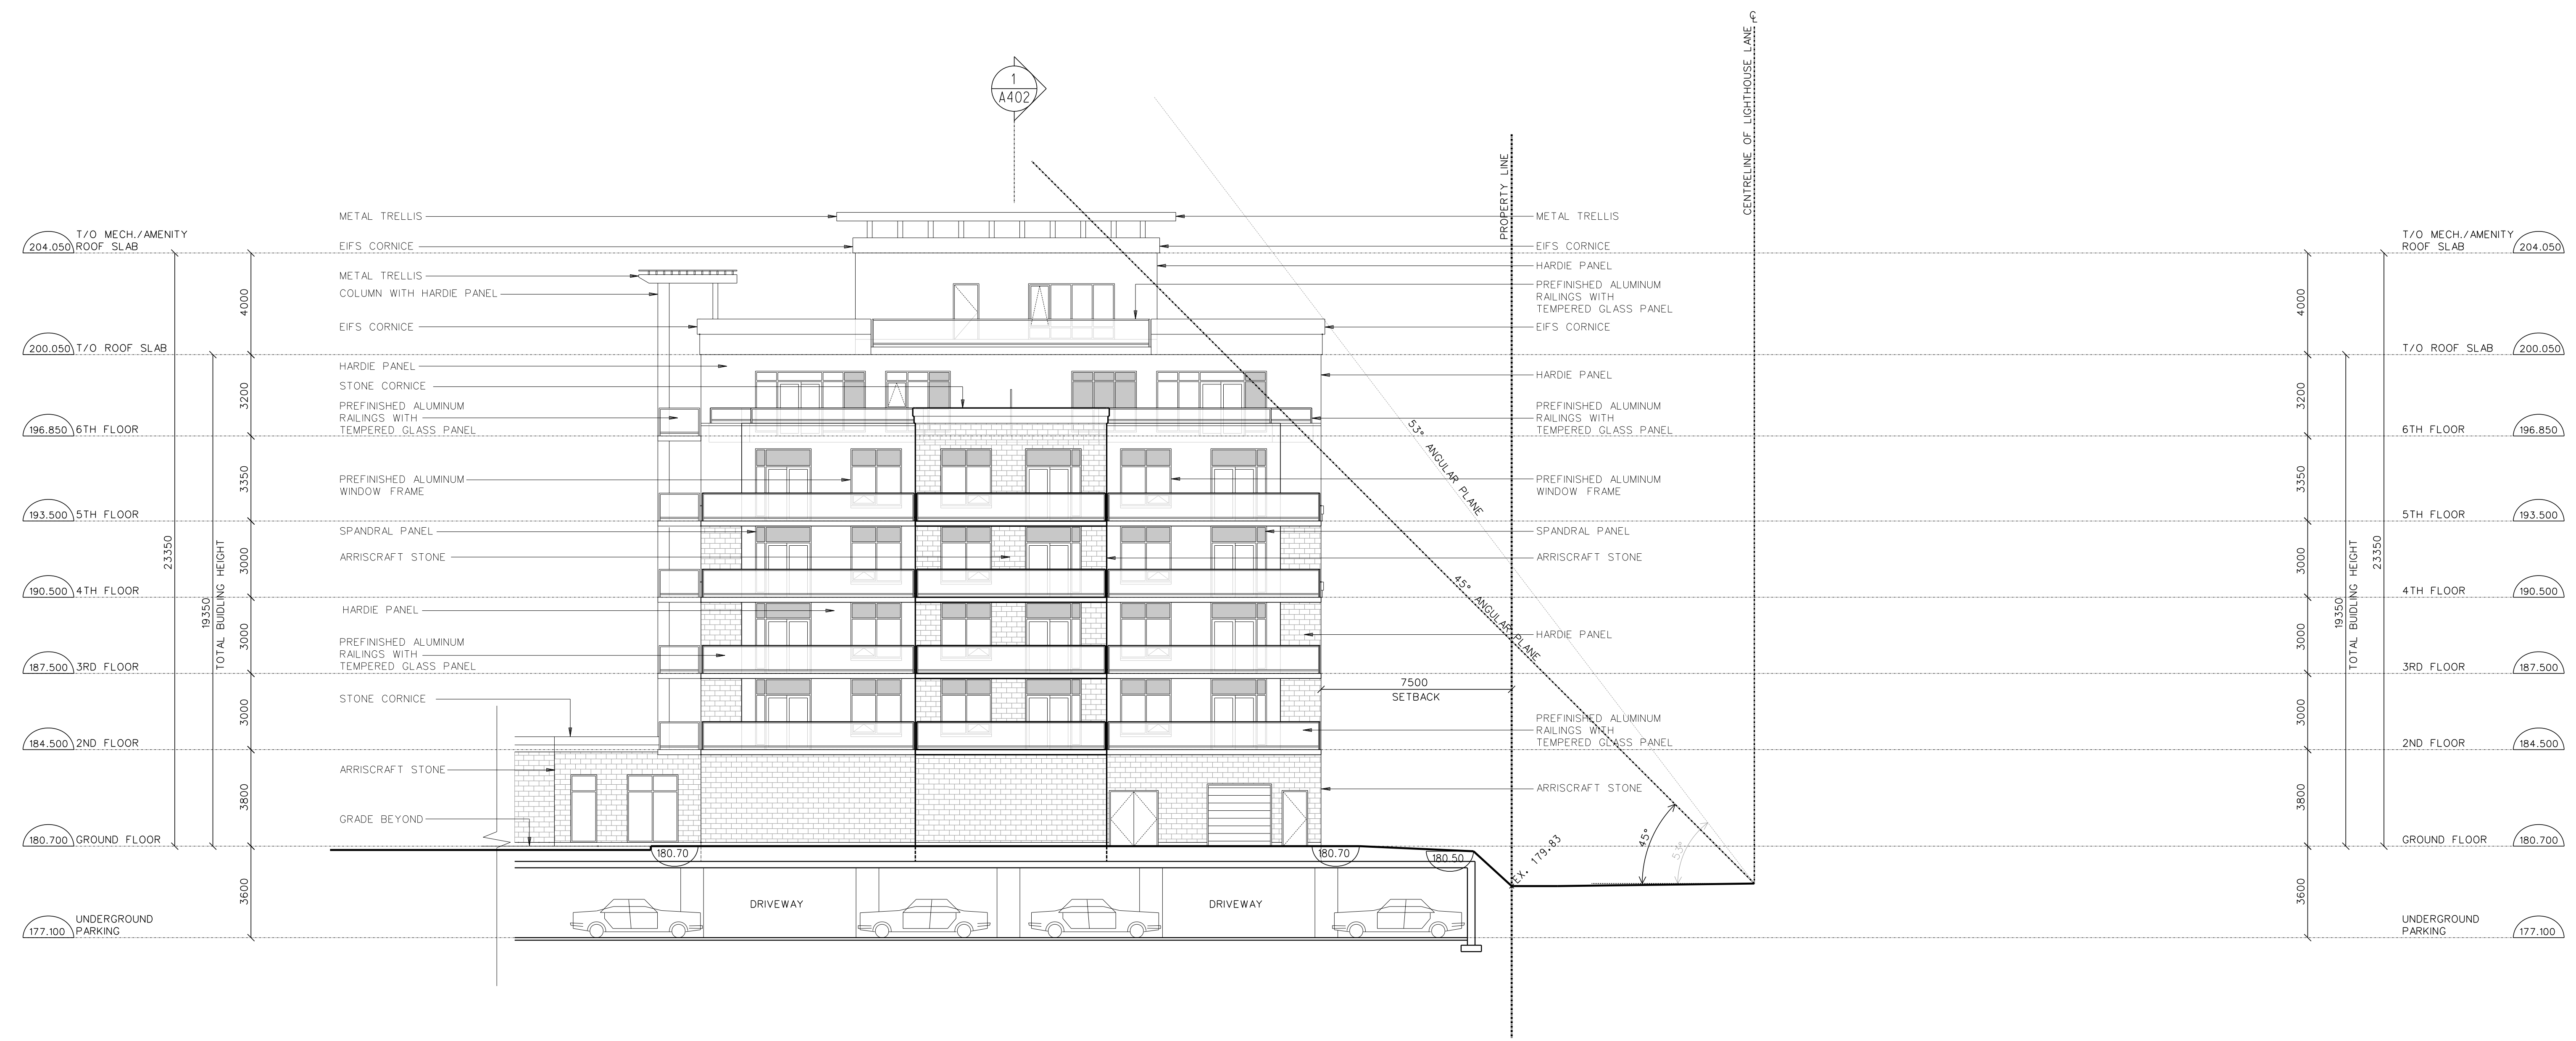 ℄
CENTRELINE OF LIGHTHOUSE LANE
PROPERTY LINE
1
A402
204.050
T/O MECH./AMENITY
ROOF SLAB
200.050
T/O ROOF SLAB
196.850
6TH FLOOR
193.500
5TH FLOOR
190.500
4TH FLOOR
187.500
3RD FLOOR
184.500
2ND FLOOR
180.700
GROUND FLOOR
177.100
UNDERGROUND
PARKING
23350
19350
TOTAL BUIDLING HEIGHT
4000
3200
3350
3000
3000
3000
3800
3600
METAL TRELLIS
EIFS CORNICE
METAL TRELLIS
COLUMN WITH HARDIE PANEL
EIFS CORNICE
HARDIE PANEL
STONE CORNICE
PREFINISHED ALUMINUM
RAILINGS WITH
TEMPERED GLASS PANEL
PREFINISHED ALUMINUM
WINDOW FRAME
SPANDRAL PANEL
ARRISCRAFT STONE
HARDIE PANEL
PREFINISHED ALUMINUM
RAILINGS WITH
TEMPERED GLASS PANEL
STONE CORNICE
ARRISCRAFT STONE
GRADE BEYOND
180.70
180.70
180.50
EX. 179.83
DRIVEWAY
DRIVEWAY
7500
SETBACK
53° ANGULAR PLANE
45° ANGULAR PLANE
45°
53°
METAL TRELLIS
EIFS CORNICE
HARDIE PANEL
PREFINISHED ALUMINUM
RAILINGS WITH
TEMPERED GLASS PANEL
EIFS CORNICE
HARDIE PANEL
PREFINISHED ALUMINUM
RAILINGS WITH
TEMPERED GLASS PANEL
PREFINISHED ALUMINUM
WINDOW FRAME
SPANDRAL PANEL
ARRISCRAFT STONE
HARDIE PANEL
PREFINISHED ALUMINUM
RAILINGS WITH
TEMPERED GLASS PANEL
ARRISCRAFT STONE
4000
3200
3350
3000
3000
3000
3800
3600
19350
TOTAL BUIDLING HEIGHT
23350
T/O MECH./AMENITY
ROOF SLAB
204.050
T/O ROOF SLAB
200.050
6TH FLOOR
196.850
5TH FLOOR
193.500
4TH FLOOR
190.500
3RD FLOOR
187.500
2ND FLOOR
184.500
GROUND FLOOR
180.700
UNDERGROUND
PARKING
177.100